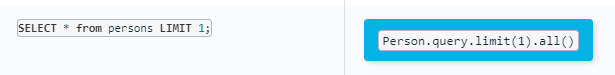 SELECT * from persons LIMIT 1;
Person.query.limit(1).all()